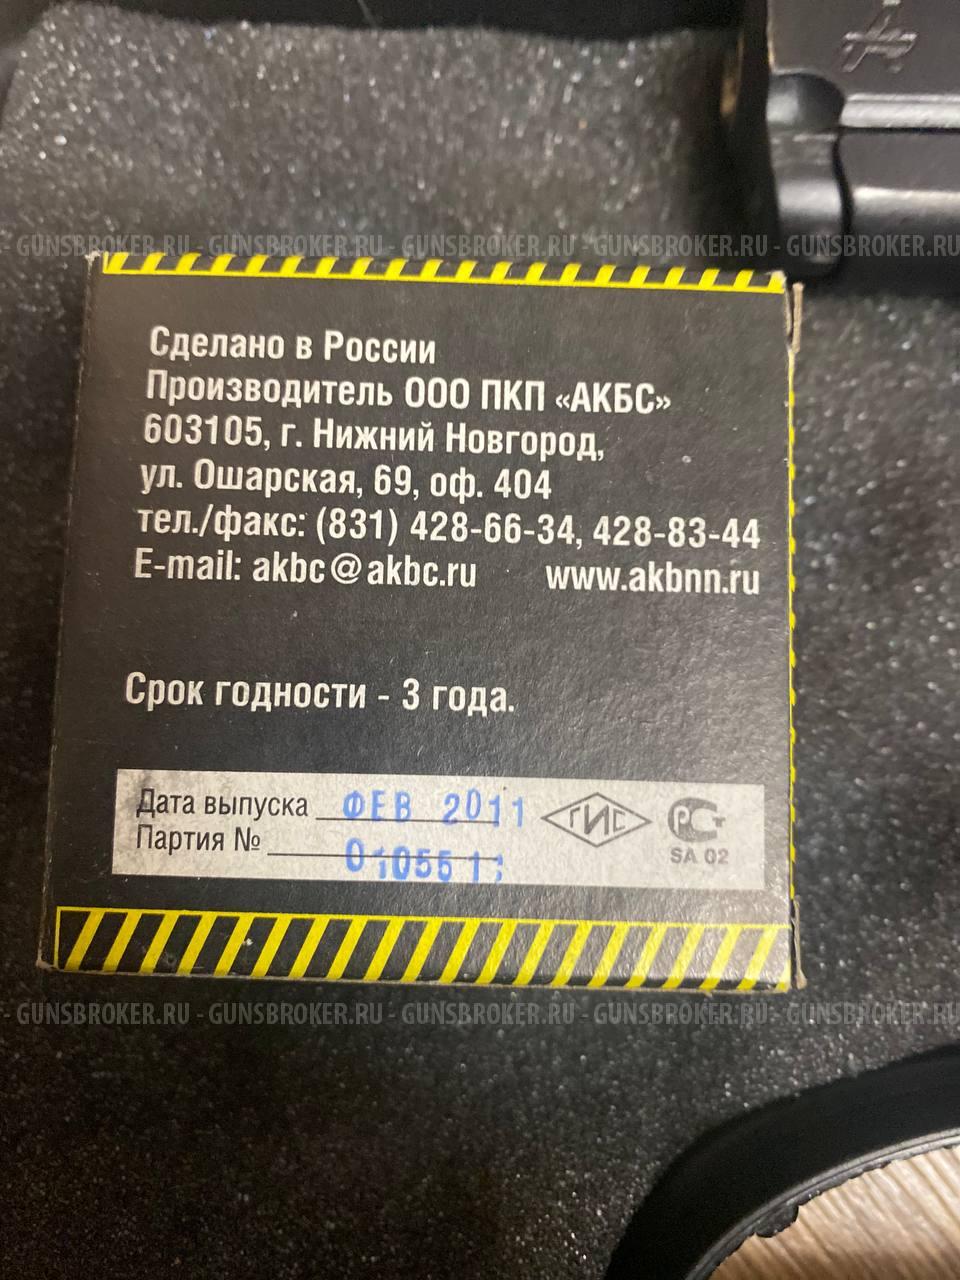 - GUNSBROKER.RU - GUNSBROKER.RU - GUNSBROKER.RU - GUNSBROKER.RU - GUNSBROKER.RU
Сделано в России
Производитель ООО ПКП «АКБС»
603105, г. Нижний Новгород,
ул. Ошарская, 69, оф. 404
тел./факс: (831) 428-66-34, 428-83-44
E-mail: akbc@akbc.ru www.akbnn.ru
Срок годности - 3 года.
Дата выпуска ФЕВ 2011 ГИС РСТ
Партия № SA 02
- GUNSBROKER.RU - GUNSBROKER.RU - GUNSBROKER.RU - GUNSBROKER.RU - GUNSBROKER.RU